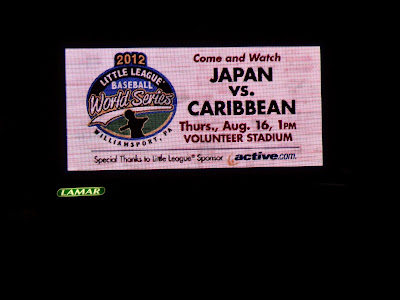 2012
LITTLE LEAGUE
BASEBALL
World Series
WILLIAMSPORT, PA
Come and Watch
JAPAN
VS.
CARIBBEAN
Thurs., Aug. 16, 1PM
VOLUNTEER STADIUM
Special Thanks to Little League® Sponsor active.com
LAMAR